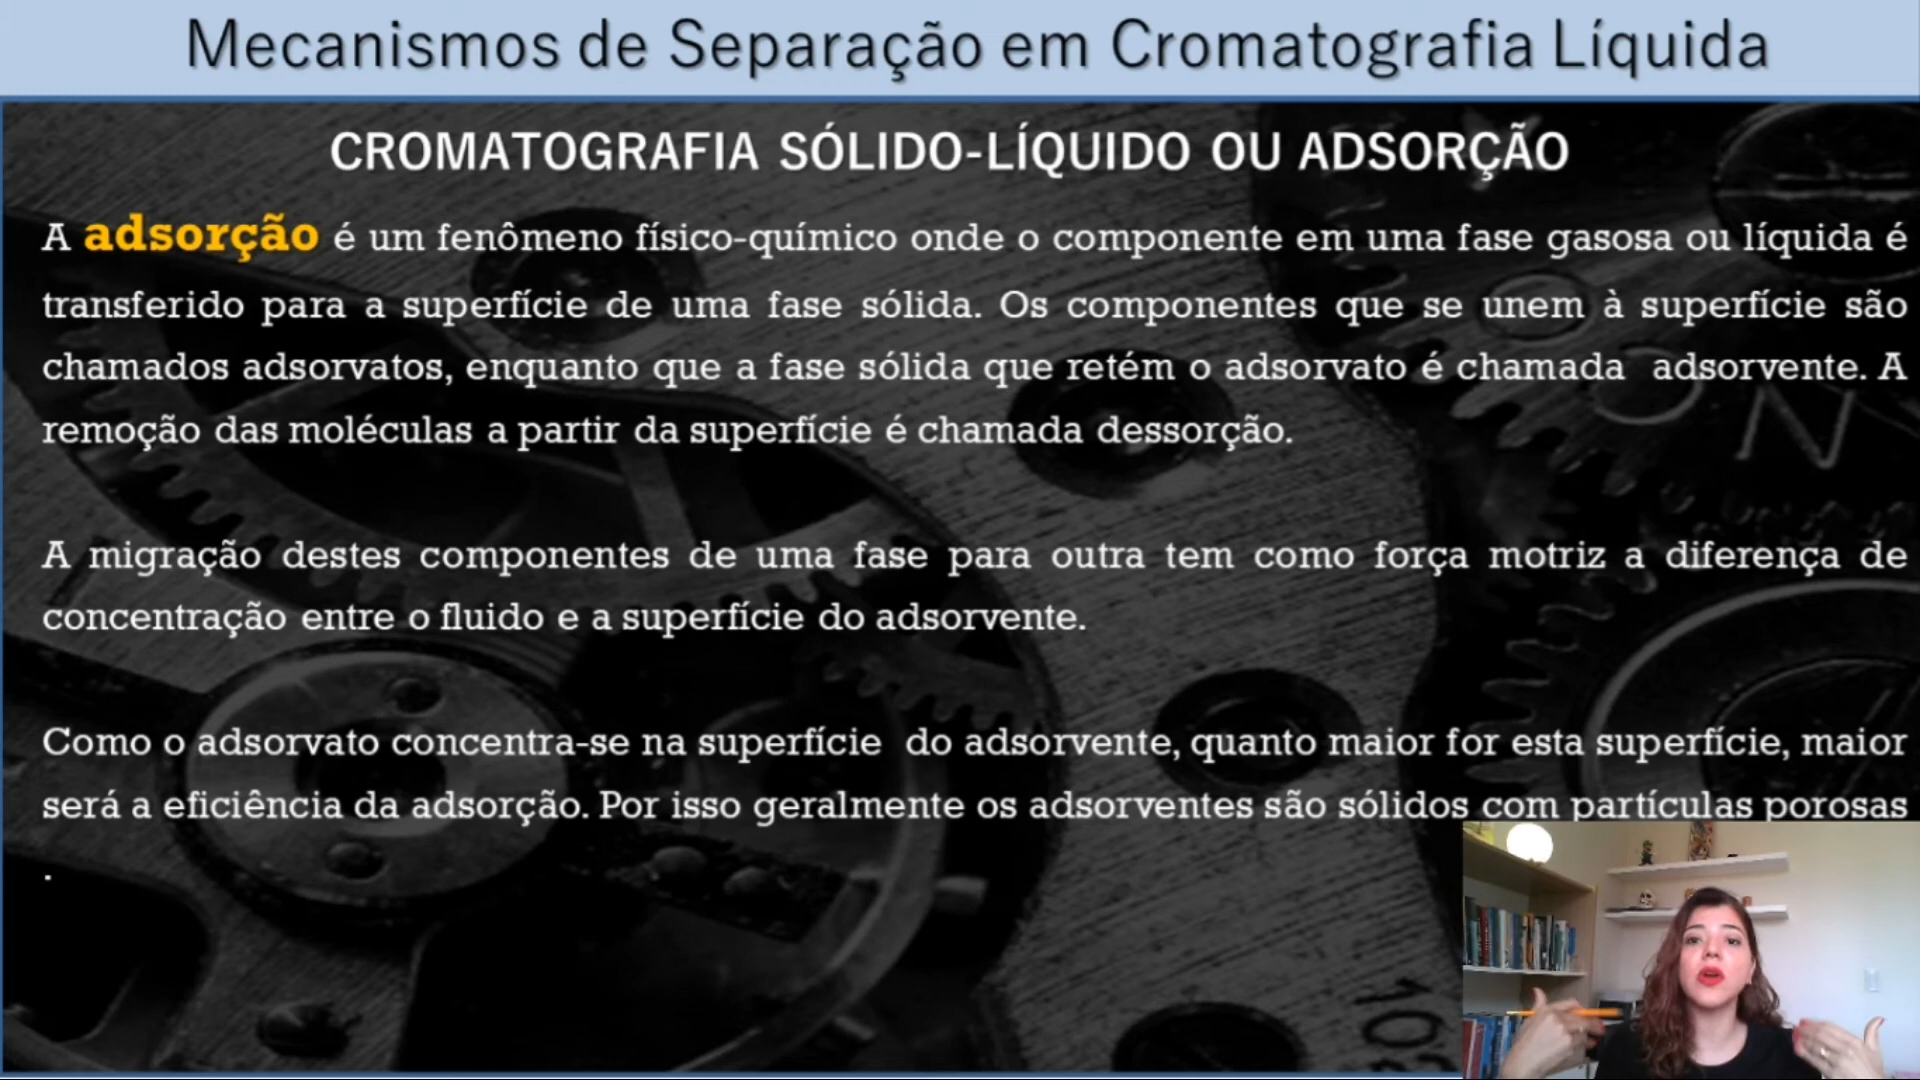 Mecanismos de Separação em Cromatografia Líquida
CROMATOGRAFIA SÓLIDO-LÍQUIDO OU ADSORÇÃO
A adsorção é um fenômeno físico-químico onde o componente em uma fase gasosa ou líquida é
transferido para a superfície de uma fase sólida. Os componentes que se unem à superfície são
chamados adsorvatos, enquanto que a fase sólida que retém o adsorvato é chamada adsorvente. A
remoção das moléculas a partir da superfície é chamada dessorção.
A migração destes componentes de uma fase para outra tem como força motriz a diferença de
concentração entre o fluido e a superfície do adsorvente.
Como o adsorvato concentra-se na superfície do adsorvente, quanto maior for esta superfície, maior
será a eficiência da adsorção. Por isso geralmente os adsorventes são sólidos com partículas porosas
.